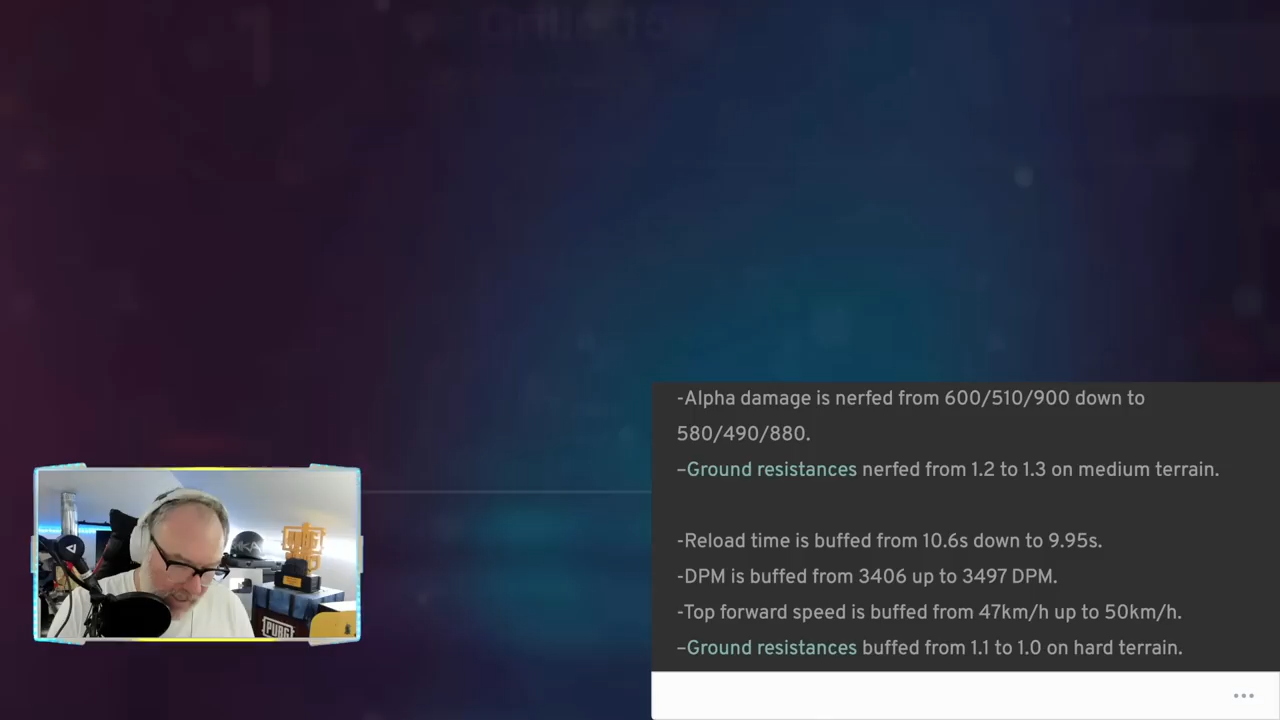 -Alpha damage is nerfed from 600/510/900 down to
580/490/880.
-Ground resistances nerfed from 1.2 to 1.3 on medium terrain.
-Reload time is buffed from 10.6s down to 9.95s.
-DPM is buffed from 3406 up to 3497 DPM.
-Top forward speed is buffed from 47km/h up to 50km/h.
-Ground resistances buffed from 1.1 to 1.0 on hard terrain.
PUBG
PUBG